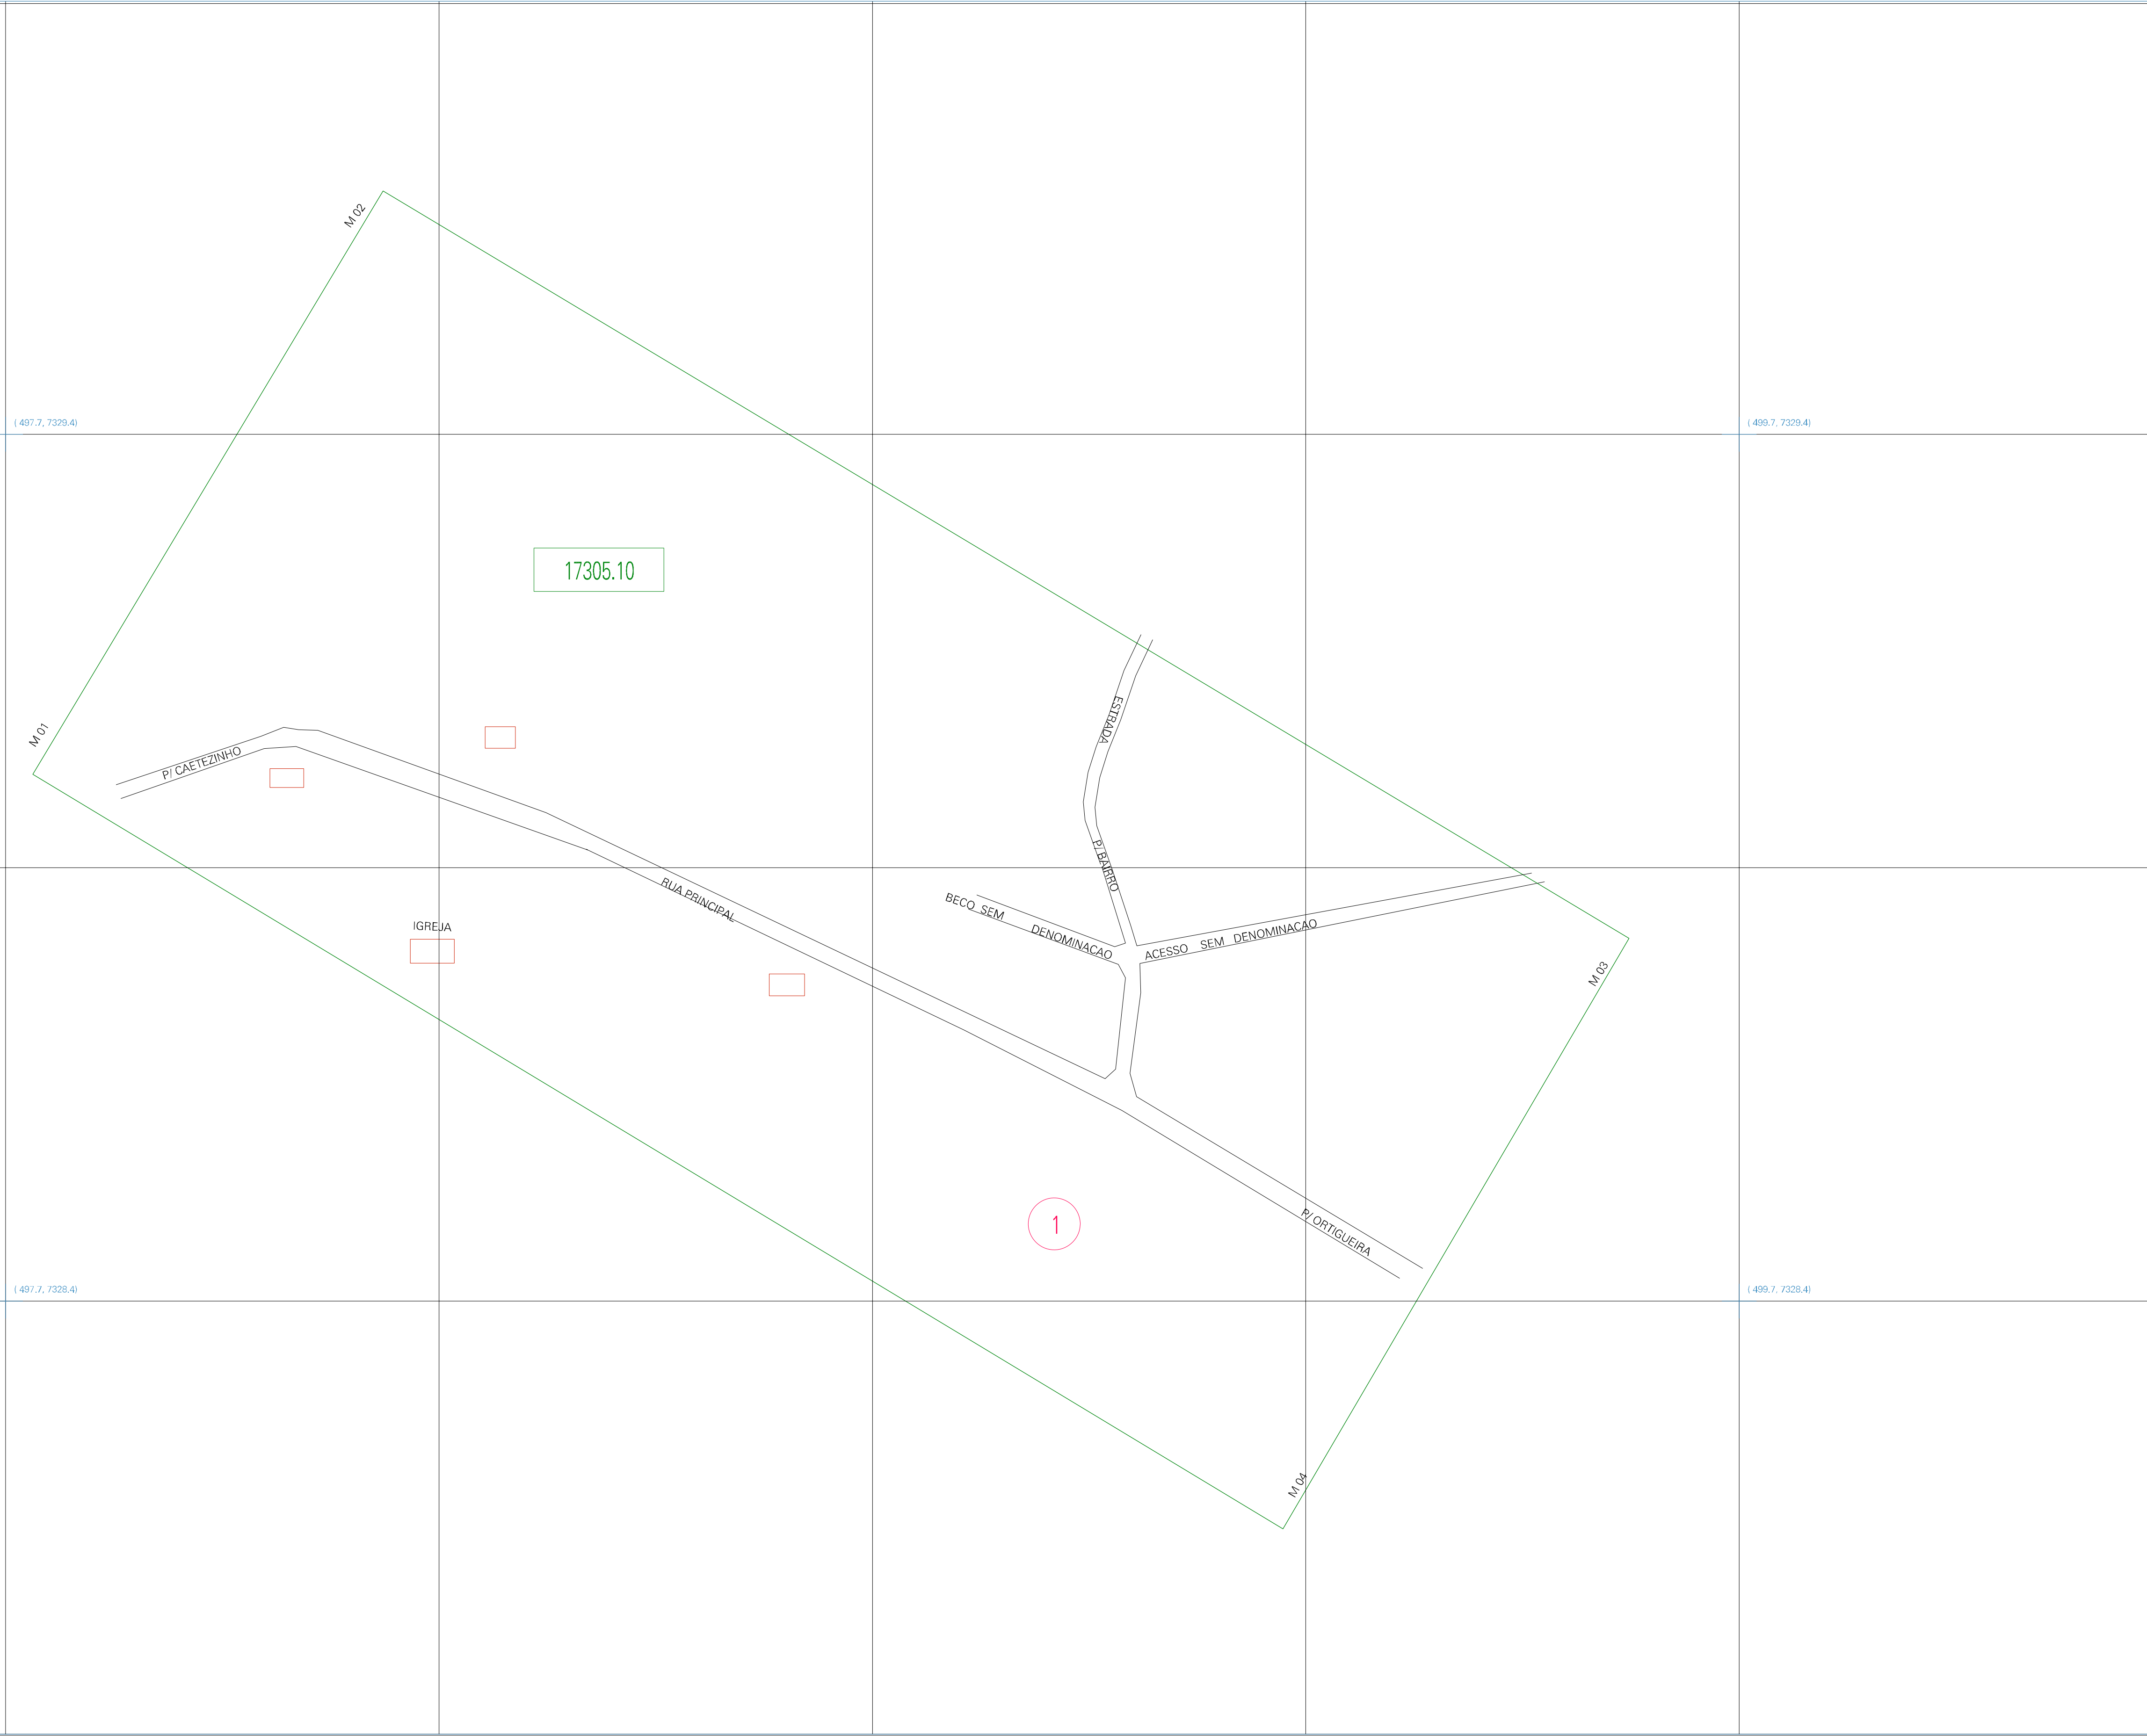 M 02
( 497.7, 7329.4)
( 499.7, 7329.4)
17305.10
ESTRADA
M 01
P/ CAETEZINHO
P/ BAIRRO
RUA PRINCIPAL
BECO SEM
DENOMINACAO
ACESSO SEM DENOMINACAO
IGREJA
M 03
1
P/ ORTIGUEIRA
( 497.7, 7328.4)
( 499.7, 7328.4)
M 04